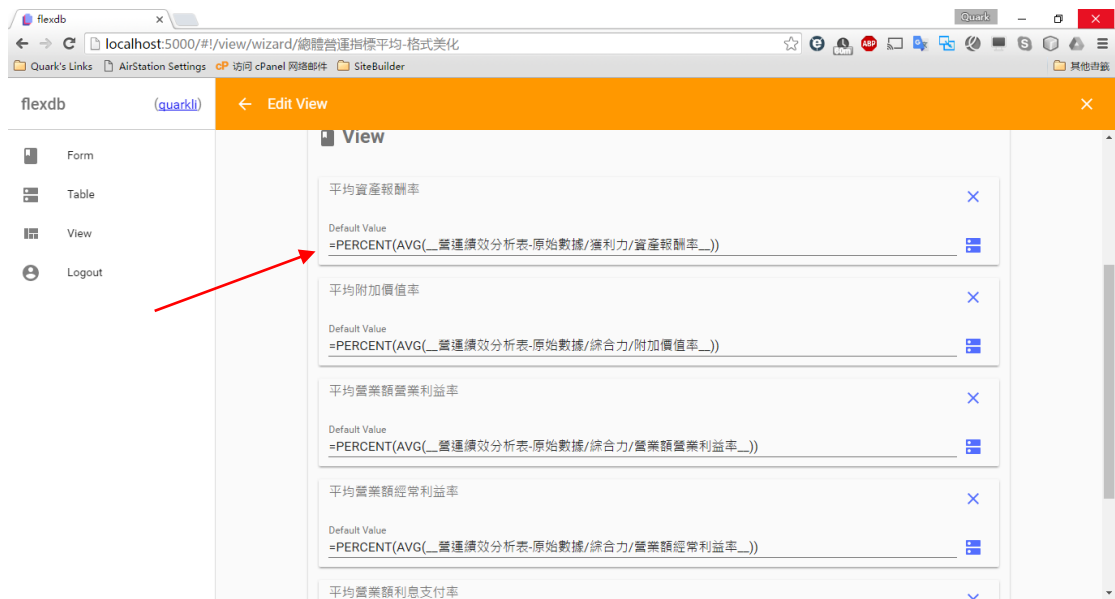 flexdb
Quark
localhost:5000/#!/view/wizard/總體營運指標平均-格式美化
Quark's Links AirStation Settings cP 访问 cPanel 网络邮件 SiteBuilder 其他書籤
flexdb (quarkli)
Edit View
Form
Table
View
Logout
View
平均資產報酬率
Default Value
=PERCENT(AVG(__營運績效分析表-原始數據/獲利力/資產報酬率__))
平均附加價值率
Default Value
=PERCENT(AVG(__營運績效分析表-原始數據/綜合力/附加價值率__))
平均營業額營業利益率
Default Value
=PERCENT(AVG(__營運績效分析表-原始數據/綜合力/營業額營業利益率__))
平均營業額經常利益率
Default Value
=PERCENT(AVG(__營運績效分析表-原始數據/綜合力/營業額經常利益率__))
平均營業額利息支付率